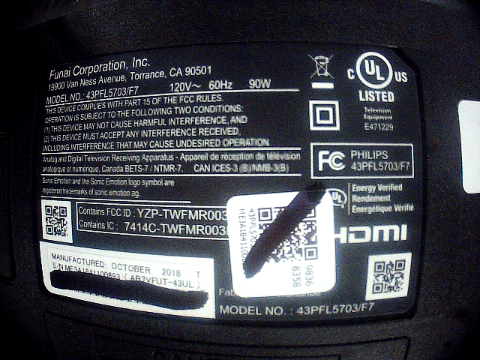 Funai Corporation, Inc.
19900 Van Ness Avenue, Torrance, CA 90501
MODEL NO.: 43PFL5703/F7 120V~ 60Hz 90W
THIS DEVICE COMPLIES WITH PART 15 OF THE FCC RULES.
OPERATION IS SUBJECT TO THE FOLLOWING TWO CONDITIONS:
(1) THIS DEVICE MAY NOT CAUSE HARMFUL INTERFERENCE, AND
(2) THIS DEVICE MUST ACCEPT ANY INTERFERENCE RECEIVED,
INCLUDING INTERFERENCE THAT MAY CAUSE UNDESIRED OPERATION
Analog and Digital Television Receiving Apparatus - Appareil de réception de télévision
analogique et numérique, Canada BETS-7 / NTMR-7, CAN ICES-3 (B)/NMB-3(B)
Sonic Emotion and the Sonic Emotion logo symbol are
registered trademarks of sonic emotion ag
Contains FCC ID: YZP-TWFMR003
Contains IC : 7414C-TWFMR003
MANUFACTURED: OCTOBER 2018 T
C UL US
LISTED
Television
Equipment
E471229
FC PHILIPS
43PFL5703/F7
UL Energy Verified
Rendement
Énergétique Vérifié
HDMI
MODEL NO. : 43PFL5703/F7